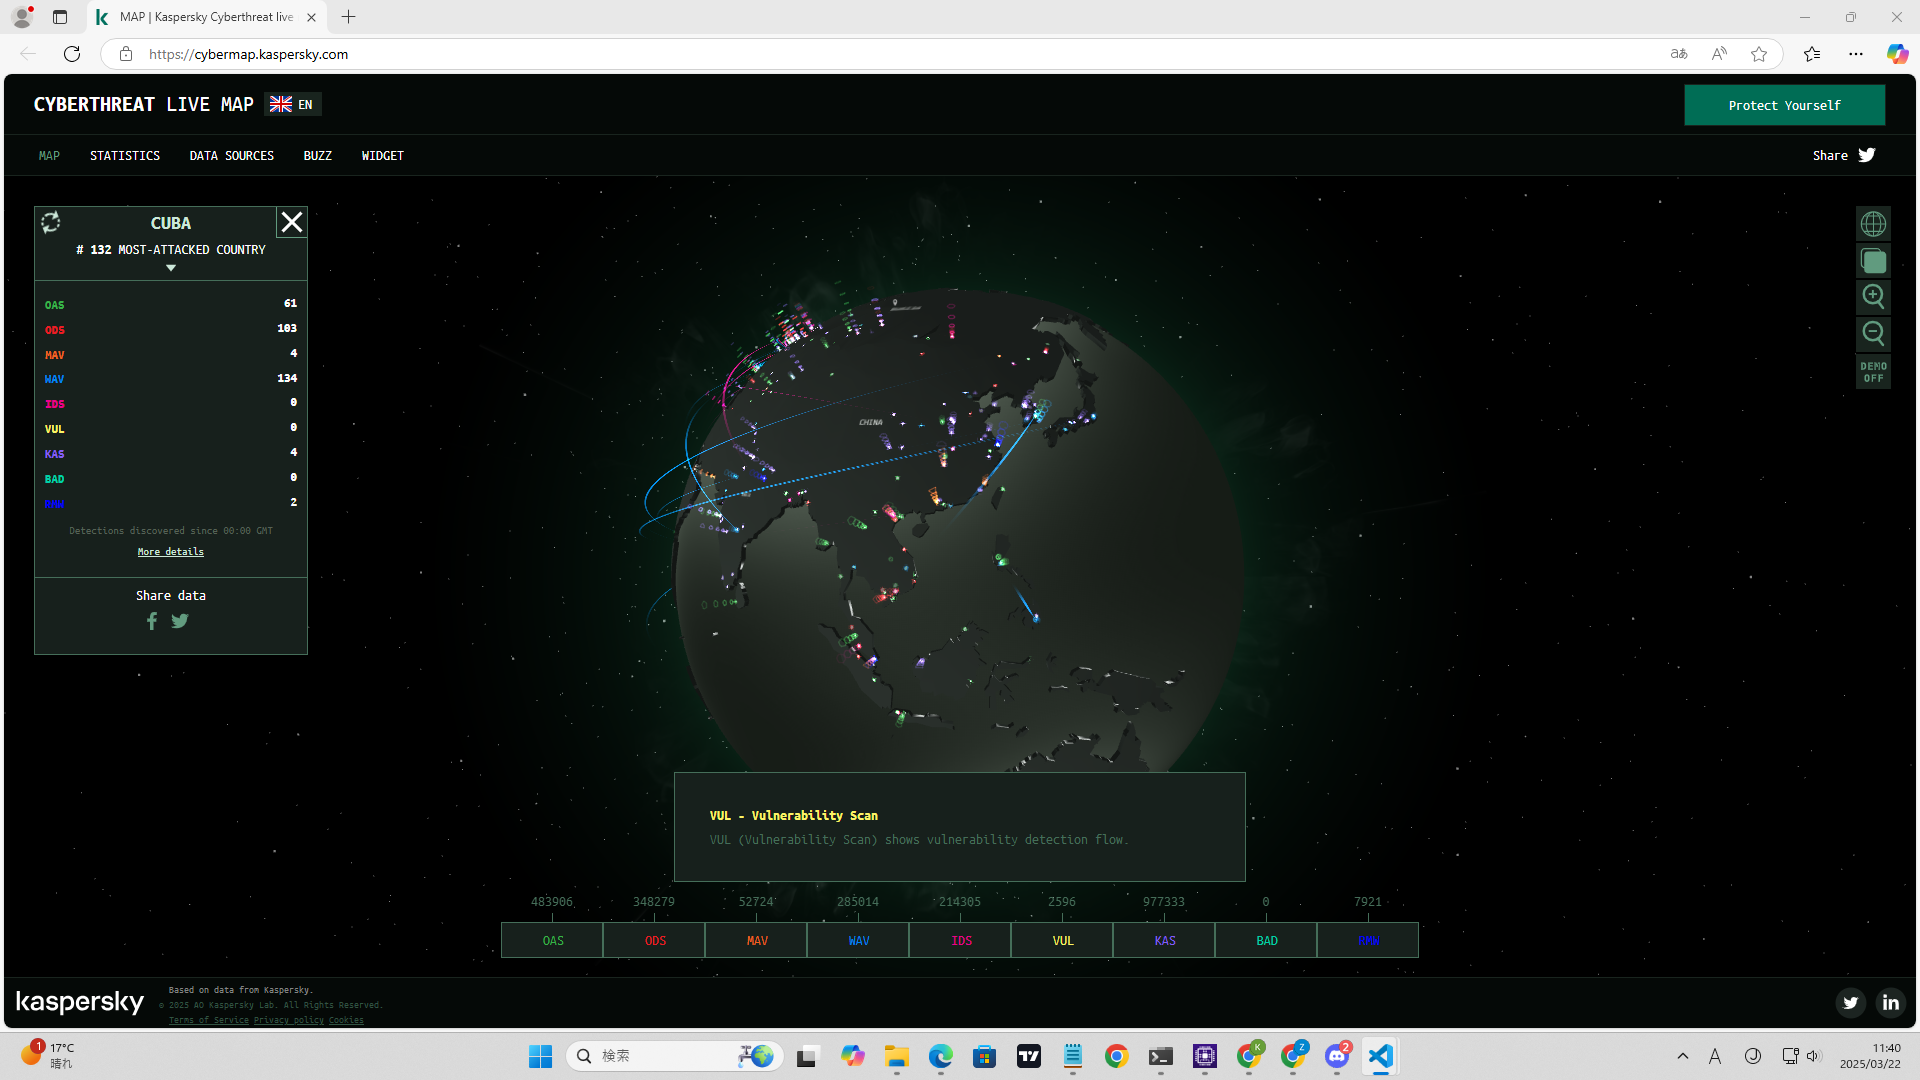 MAP | Kaspersky Cyberthreat live
https://cybermap.kaspersky.com
CYBERTHREAT LIVE MAP
EN
Protect Yourself
MAP
STATISTICS
DATA SOURCES
BUZZ
WIDGET
Share
CUBA
# 132 MOST-ATTACKED COUNTRY
OAS 61
ODS 103
MAV 4
WAV 134
IDS 0
VUL 0
KAS 4
BAD 0
RMW 2
Detections discovered since 00:00 GMT
More details
Share data
DEMO
OFF
CHINA
VUL - Vulnerability Scan
VUL (Vulnerability Scan) shows vulnerability detection flow.
483906 348279 52724 285014 214305 2596 977333 0 7921
OAS ODS MAV WAV IDS VUL KAS BAD RMW
kaspersky
Based on data from Kaspersky.
© 2025 AO Kaspersky Lab. All Rights Reserved.
Terms of Service Privacy policy Cookies
1
17°C
晴れ
検索
K
Z
2
A
11:40
2025/03/22